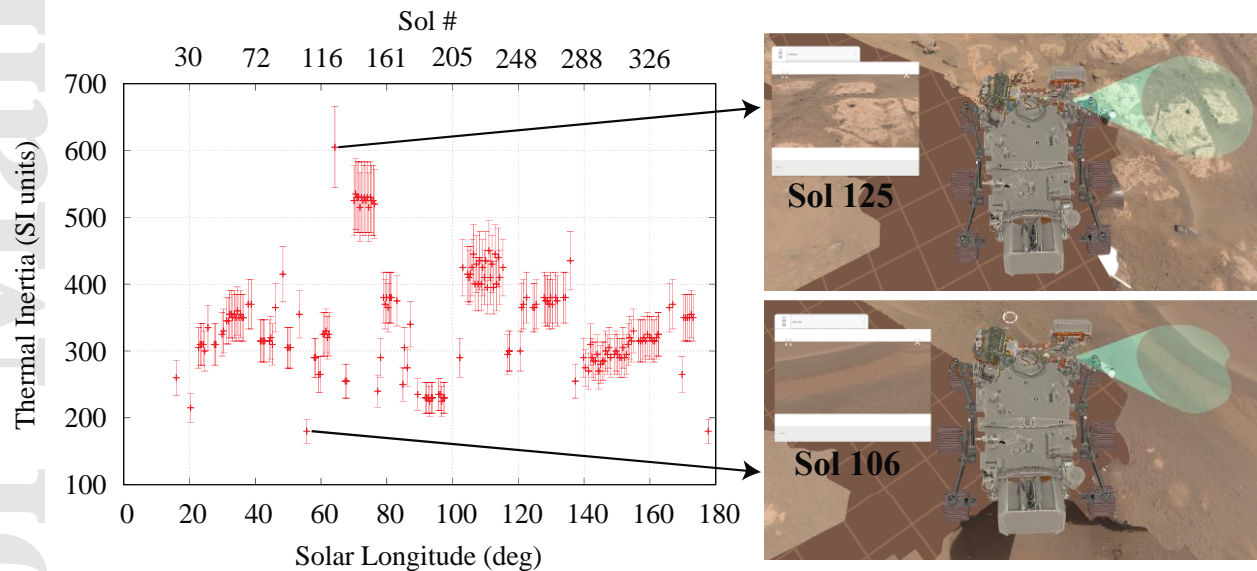 Sol #
30 72 116 161 205 248 288 326
700
600
500
400
300
200
100
Thermal Inertia (SI units)
0 20 40 60 80 100 120 140 160 180
Solar Longitude (deg)
Sol 125
Sol 106